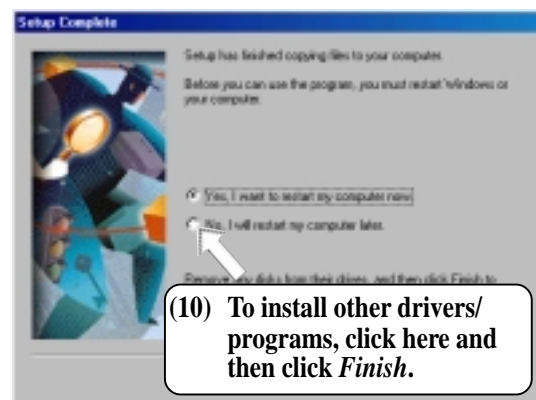 Setup Complete
Setup has finished copying files to your computer.
Before you can use the program, you must restart Windows or
your computer.
Yes, I want to restart my computer now.
No, I will restart my computer later.
Remove any disks from their drives, and then click Finish to
(10) To install other drivers/
programs, click here and
then click Finish.